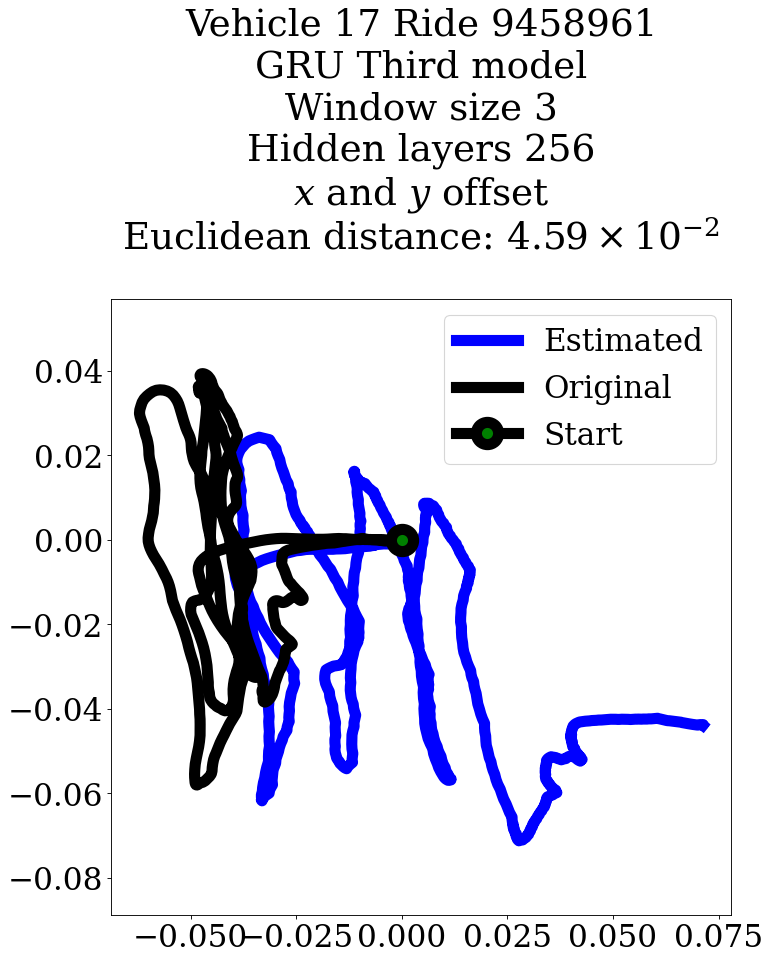 Vehicle 17 Ride 9458961
GRU Third model
Window size 3
Hidden layers 256
x and y offset
Euclidean distance: 4.59 × 10⁻²
Estimated
Original
Start
0.04
0.02
0.00
−0.02
−0.04
−0.06
−0.08
−0.050 −0.025 0.000 0.025 0.050 0.075